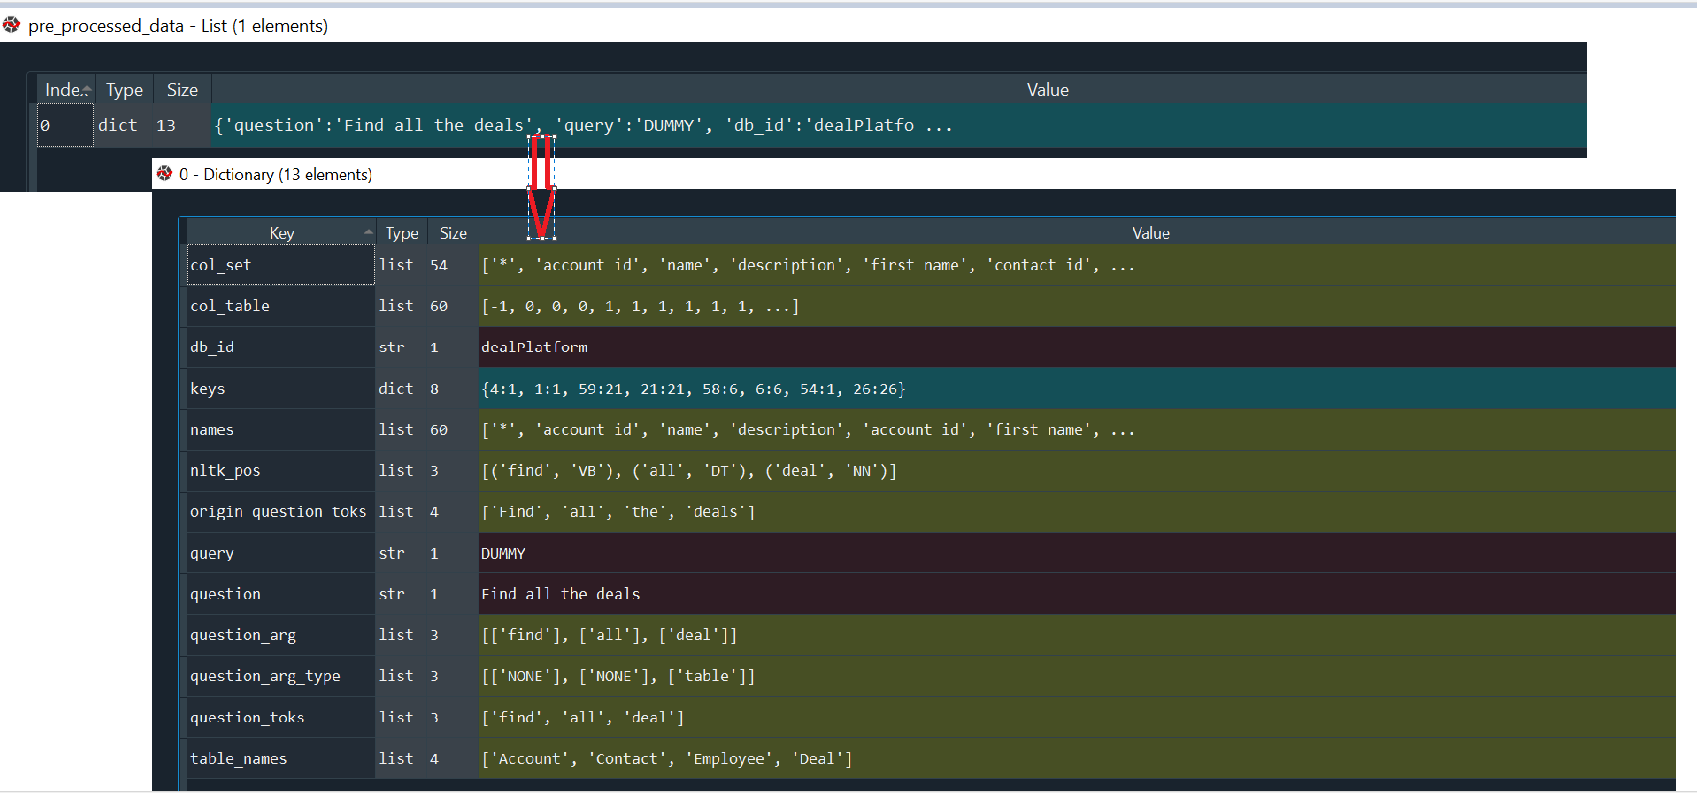 pre_processed_data - List (1 elements)
Inde.. Type Size Value
0 dict 13 {'question':'Find all the deals', 'query':'DUMMY', 'db_id':'dealPlatfo ...
0 - Dictionary (13 elements)
Key Type Size Value
col_set list 54 ['*', 'account id', 'name', 'description', 'first name', 'contact id', ...
col_table list 60 [-1, 0, 0, 0, 1, 1, 1, 1, 1, 1, ...]
db_id str 1 dealPlatform
keys dict 8 {4:1, 1:1, 59:21, 21:21, 58:6, 6:6, 54:1, 26:26}
names list 60 ['*', 'account id', 'name', 'description', 'account id', 'first name', ...
nltk_pos list 3 [('find', 'VB'), ('all', 'DT'), ('deal', 'NN')]
origin_question_toks list 4 ['Find', 'all', 'the', 'deals']
query str 1 DUMMY
question str 1 Find all the deals
question_arg list 3 [['find'], ['all'], ['deal']]
question_arg_type list 3 [['NONE'], ['NONE'], ['table']]
question_toks list 3 ['find', 'all', 'deal']
table_names list 4 ['Account', 'Contact', 'Employee', 'Deal']